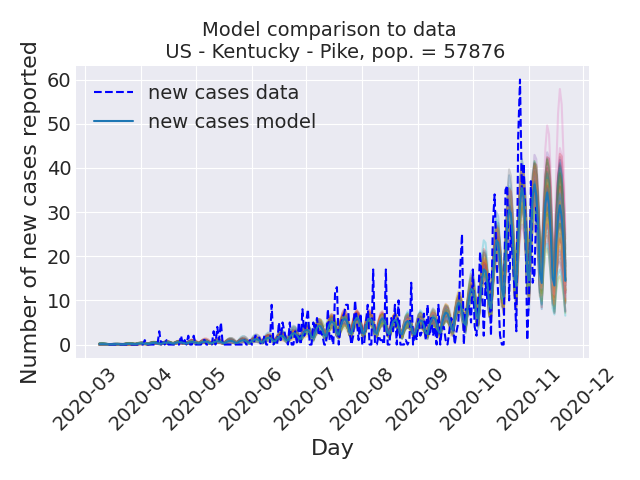 Model comparison to data
US - Kentucky - Pike, pop. = 57876
Number of new cases reported
60
50
40
30
20
10
0
new cases data
new cases model
2020-03
2020-04
2020-05
2020-06
2020-07
2020-08
2020-09
2020-10
2020-11
2020-12
Day